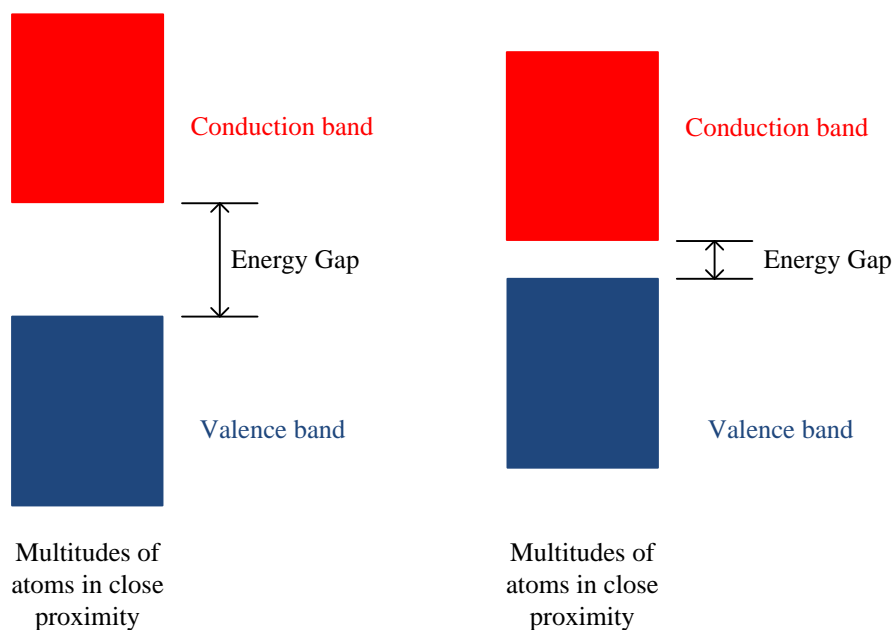 Conduction band
Energy Gap
Valence band
Multitudes of
atoms in close
proximity
Conduction band
Energy Gap
Valence band
Multitudes of
atoms in close
proximity